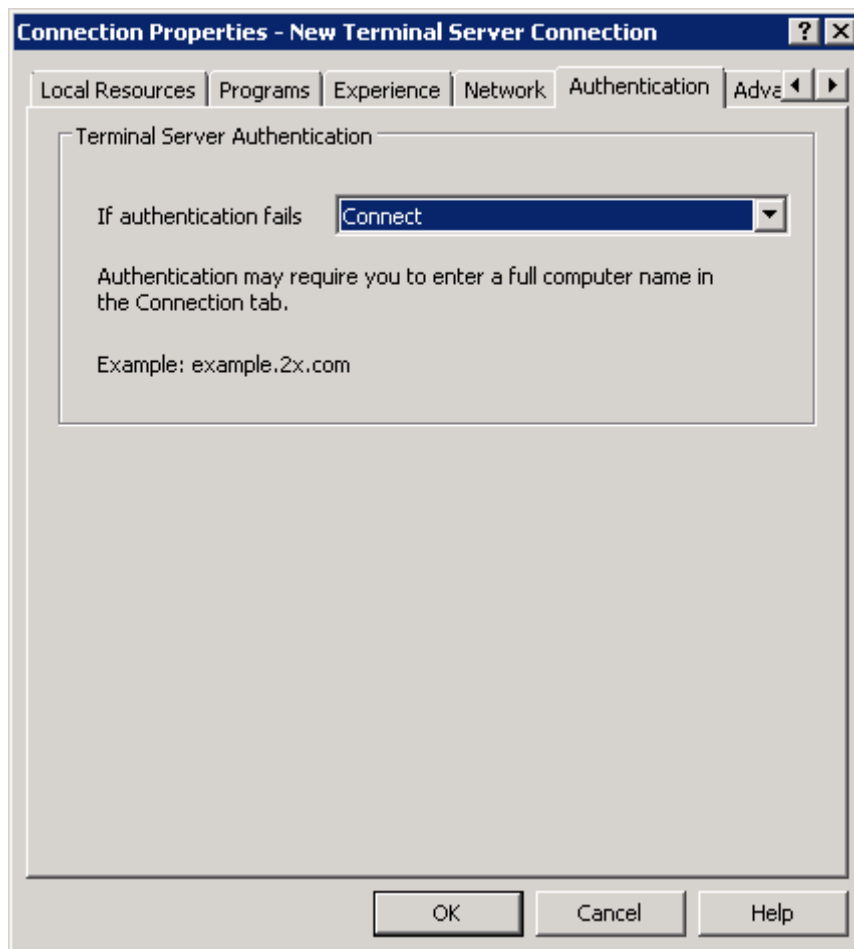 Connection Properties - New Terminal Server Connection
Local Resources Programs Experience Network Authentication Adva
Terminal Server Authentication
If authentication fails Connect
Authentication may require you to enter a full computer name in
the Connection tab.
Example: example.2x.com
OK Cancel Help